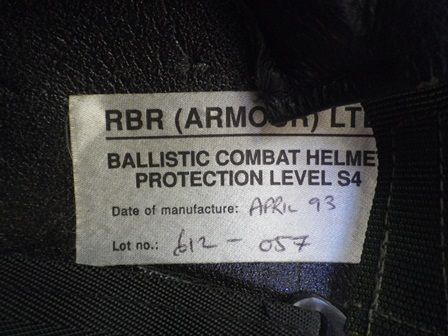 RBR (ARMOUR) LT
BALLISTIC COMBAT HELME
PROTECTION LEVEL S4
Date of manufacture: APRIL 93
Lot no.: 612 - 057